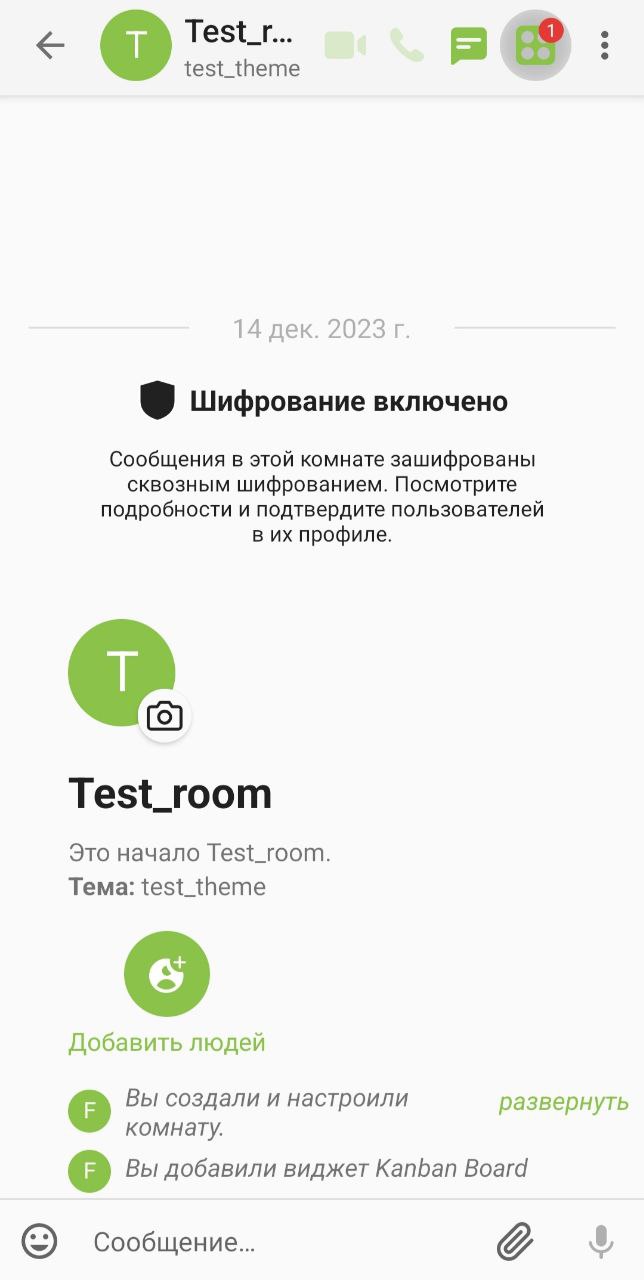 T
Test_r...
1
test_theme
14 дек. 2023 г.
Шифрование включено
Сообщения в этой комнате зашифрованы
сквозным шифрованием. Посмотрите
подробности и подтвердите пользователей
в их профиле.
T
Test_room
Это начало Test_room.
Тема: test_theme
Добавить людей
F
Вы создали и настроили
комнату.
развернуть
F
Вы добавили виджет Kanban Board
Сообщение...